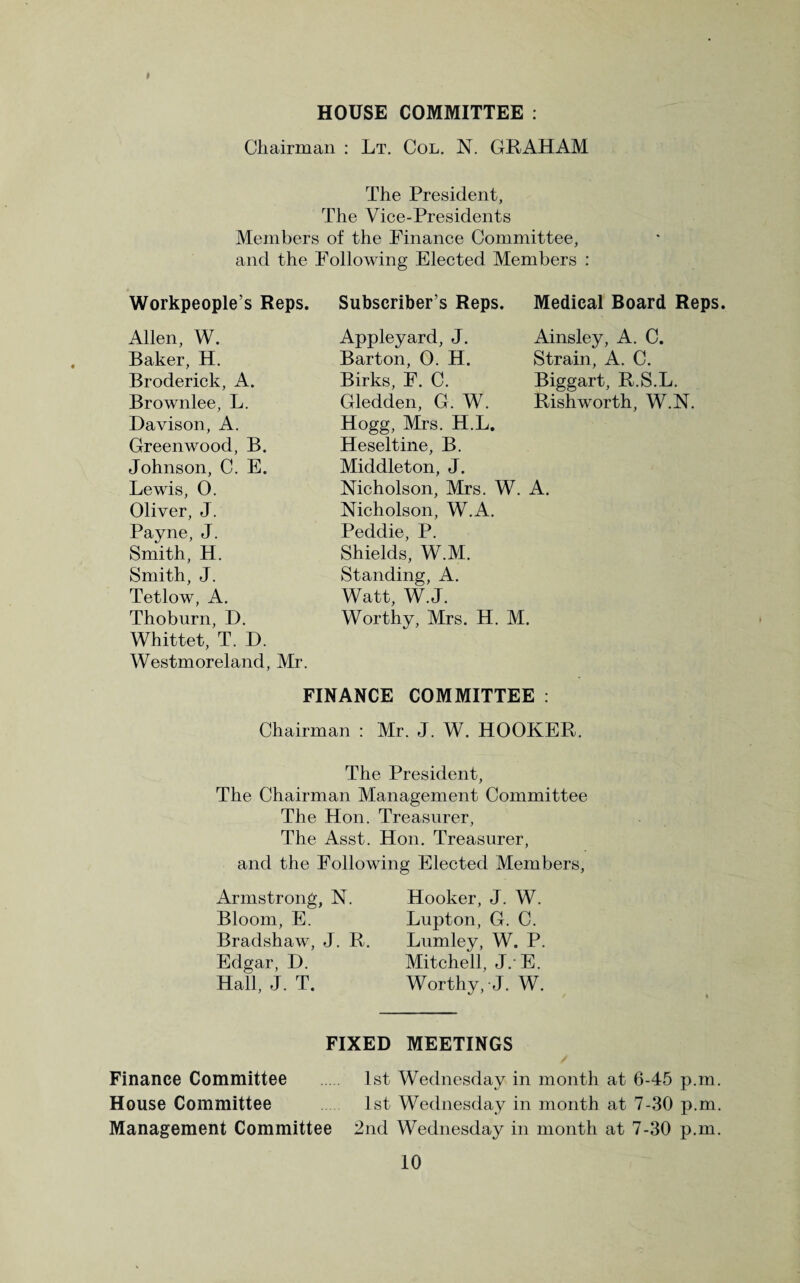 HOUSE COMMITTEE :
Chairman : Lt. Col. N. GRAHAM
The President,
The Vice-Presidents
Members of the Finance Committee,
and the Following Elected Members :
Workpeople's Reps. Subscriber's Reps. Medical Board Reps.
Allen, W. Appleyard, J. Ainsley, A. C.
Baker, H. Barton, O. H. Strain, A. C.
Broderick, A. Birks, F. C. Biggart, R.S.L.
Brownlee, L. Gledden, G. W. Rishworth, W.N.
Davison, A. Hogg, Mrs. H.L.
Greenwood, B. Heseltine, B.
Johnson, C. E. Middleton, J.
Lewis, O. Nicholson, Mrs. W. A.
Oliver, J. Nicholson, W.A.
Payne, J. Peddie, P.
Smith, H. Shields, W.M.
Smith, J. Standing, A.
Tetlow, A. Watt, W.J.
Thoburn, D. Worthy, Mrs. H. M.
Whittet, T. D.
Westmoreland, Mr.
FINANCE COMMITTEE :
Chairman : Mr. J. W. HOOKER.
The President,
The Chairman Management Committee
The Hon. Treasurer,
The Asst. Hon. Treasurer,
and the Following Elected Members,
Armstrong, N. Hooker, J. W.
Bloom, E. Lupton, G. C.
Bradshaw, J. R. Lumley, W. P.
Edgar, D. Mitchell, J. E.
Hall, J. T. Worthy, J. W.
FIXED MEETINGS
Finance Committee ..... 1st Wednesday in month at 6-45 p.m.
House Committee ..... 1st Wednesday in month at 7-30 p.m.
Management Committee 2nd Wednesday in month at 7-30 p.m.
10